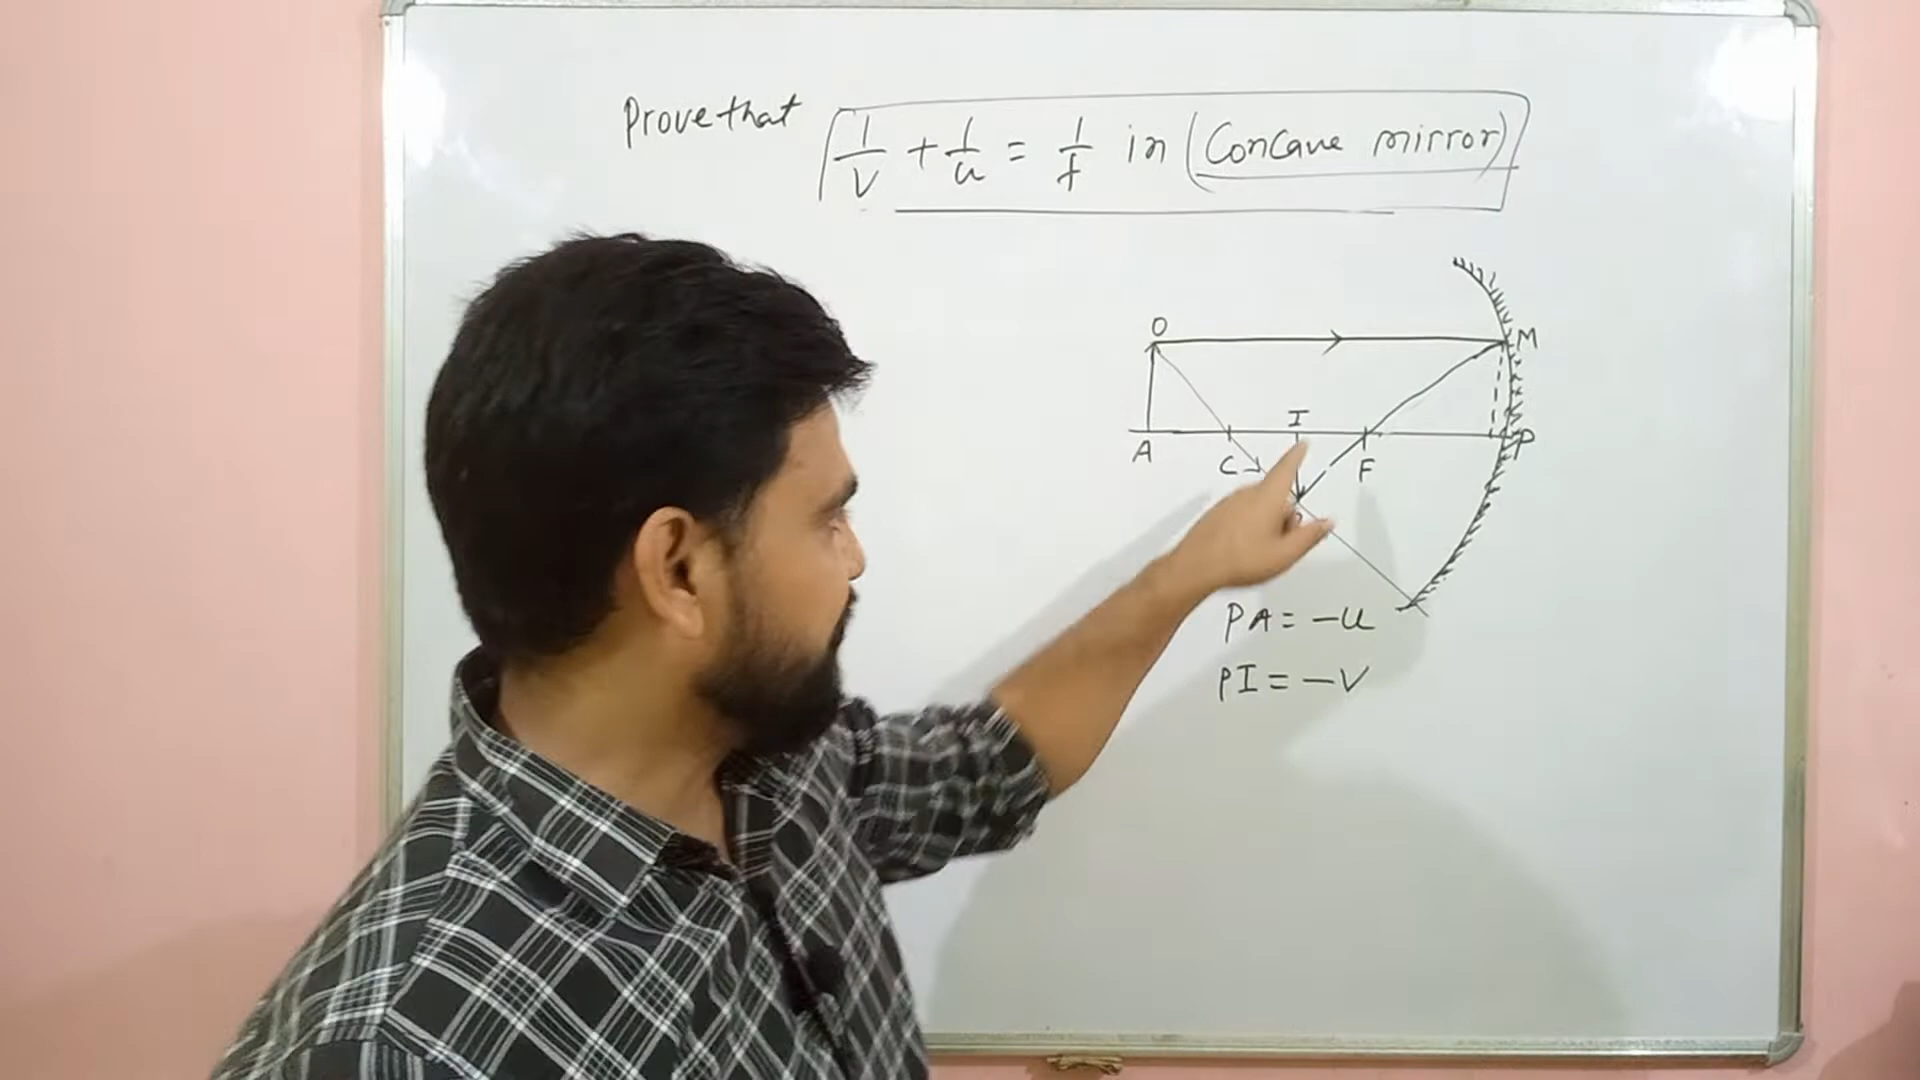 Prove that 1/v + 1/u = 1/f in (Concave mirror)
O
M
I
A
C
F
P
PA = -u
PI = -v